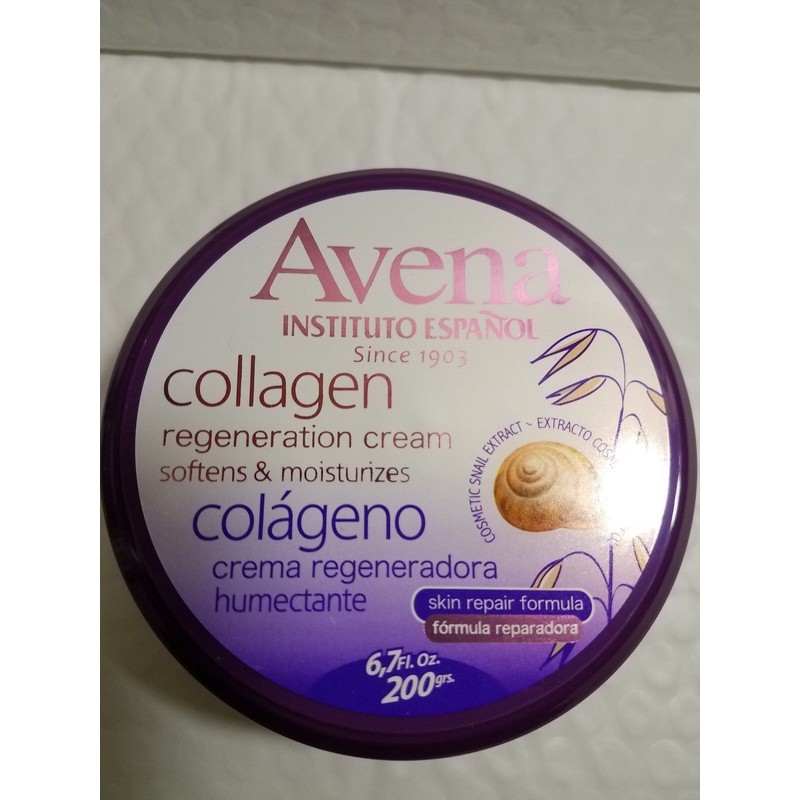 Avena
INSTITUTO ESPAÑOL
Since 1903
collagen
regeneration cream
softens & moisturizes
colágeno
crema regeneradora
humectante
COSMETIC SNAIL EXTRACT ~ EXTRACTO
skin repair formula
fórmula reparadora
6,7Fl. Oz.
200grs.